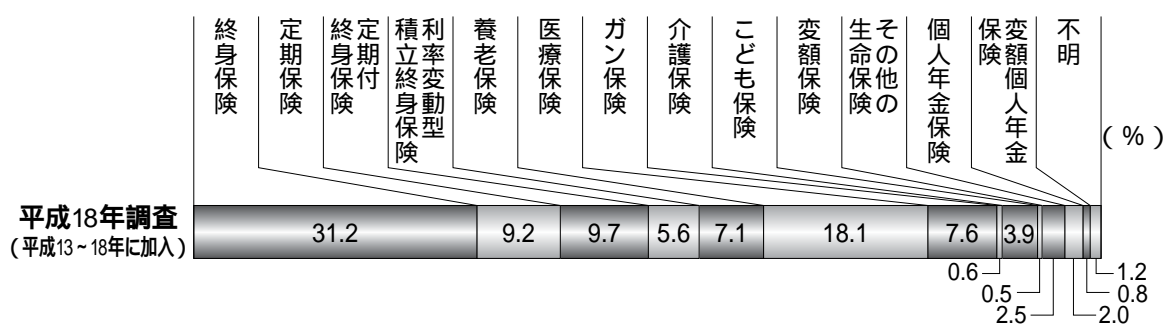 終身保険
定期保険
定期付
終身保険
利率変動型
積立終身保険
養老保険
医療保険
ガン保険
介護保険
こども保険
変額保険
その他の
生命保険
個人年金保険
変額個人年金
保険
不明
(%)
平成18年調査
(平成13~18年に加入)
31.2
9.2
9.7
5.6
7.1
18.1
7.6
3.9
0.6
0.5
2.5
2.0
0.8
1.2